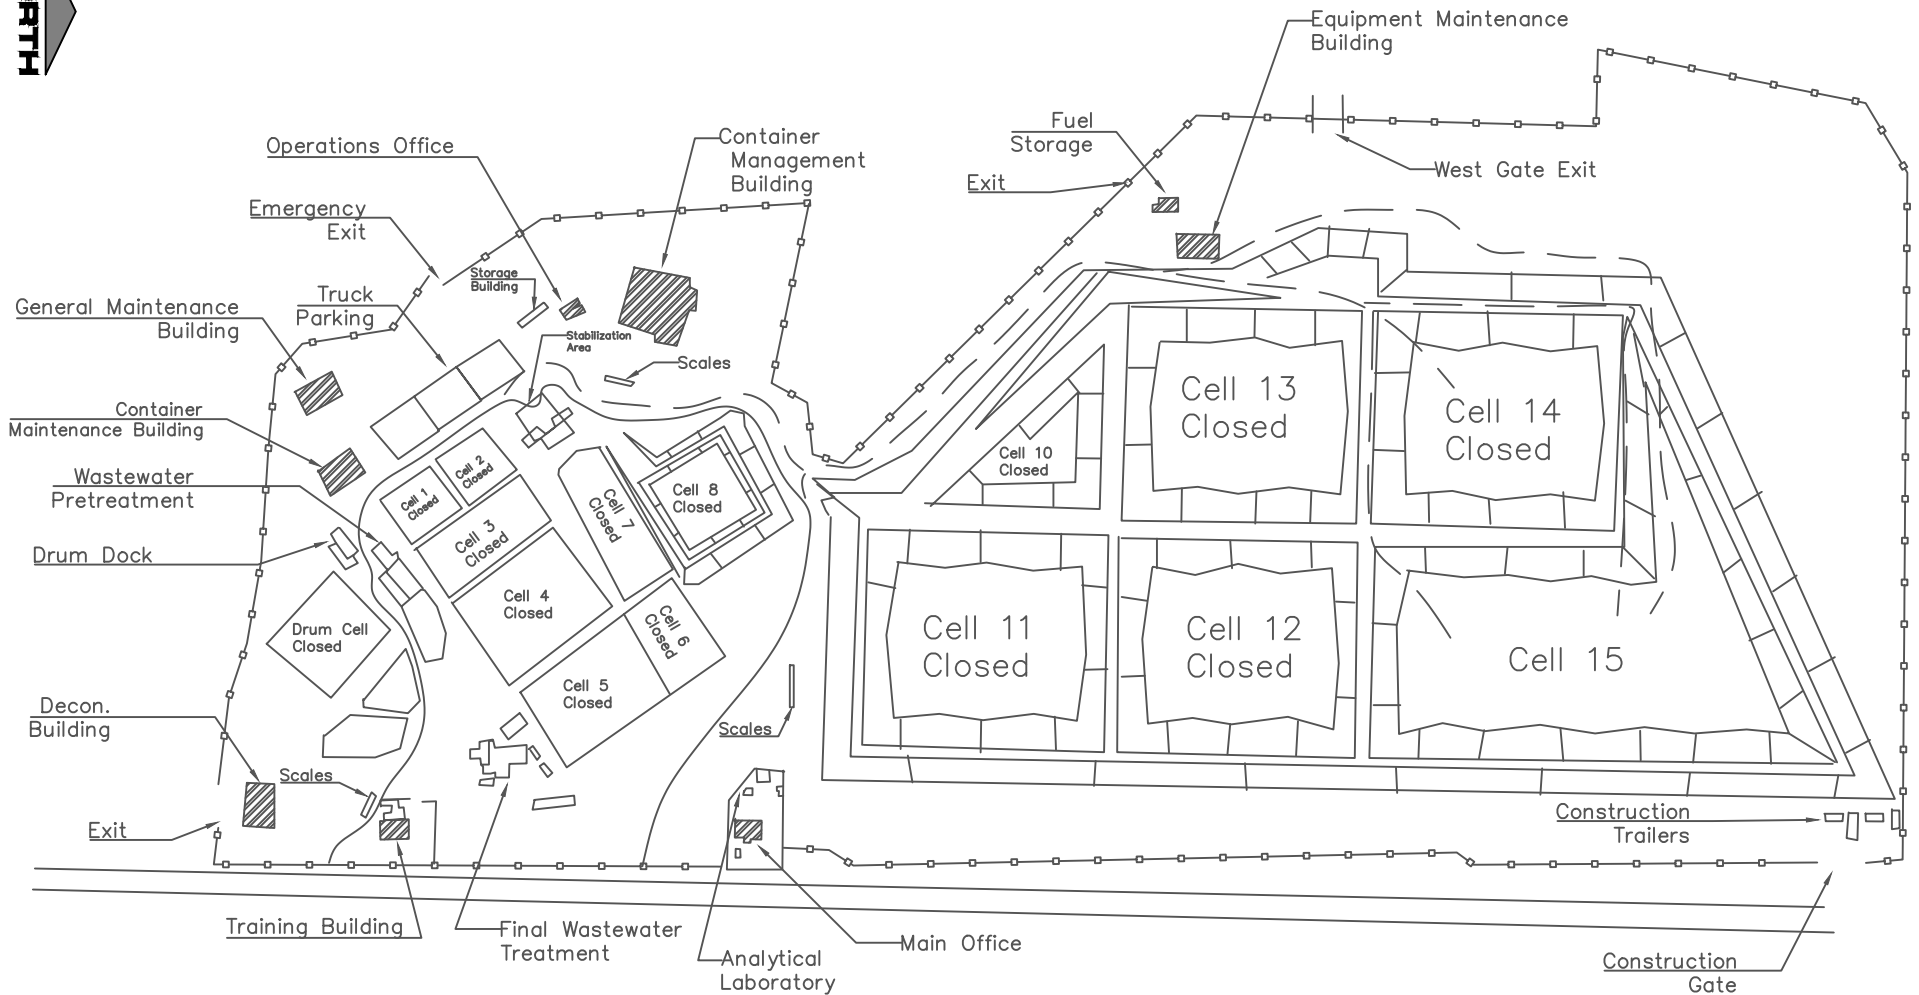 RTH
Equipment Maintenance
Building
Fuel
Storage
West Gate Exit
Exit
Container
Management
Building
Operations Office
Emergency
Exit
Storage
Building
Truck
Parking
General Maintenance
Building
Stabilization
Area
Scales
Container
Maintenance Building
Wastewater
Pretreatment
Drum Dock
Cell 1
Closed
Cell 2
Closed
Cell 3
Closed
Cell 4
Closed
Cell 5
Closed
Cell 6
Closed
Cell 7
Closed
Cell 8
Closed
Cell 10
Closed
Cell 13
Closed
Cell 14
Closed
Cell 11
Closed
Cell 12
Closed
Cell 15
Drum Cell
Closed
Decon.
Building
Scales
Scales
Exit
Construction
Trailers
Training Building
Final Wastewater
Treatment
Analytical
Laboratory
Main Office
Construction
Gate